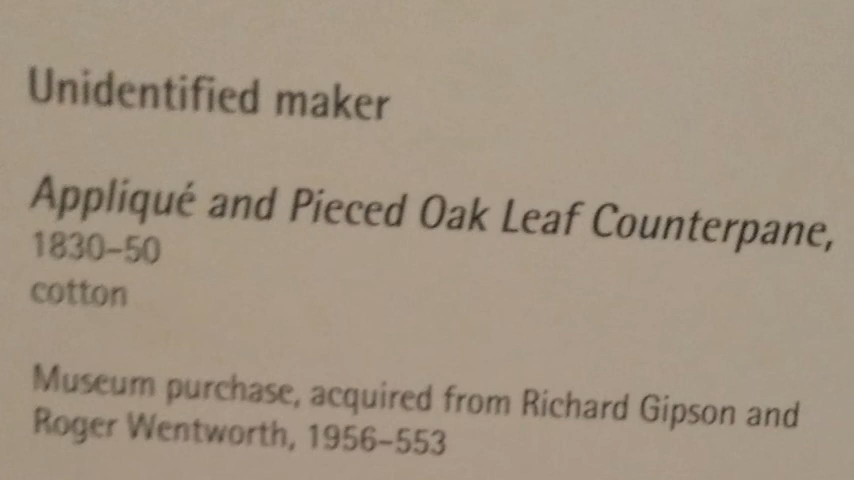 Unidentified maker
Appliqué and Pieced Oak Leaf Counterpane,
1830–50
cotton
Museum purchase, acquired from Richard Gipson and
Roger Wentworth, 1956–553